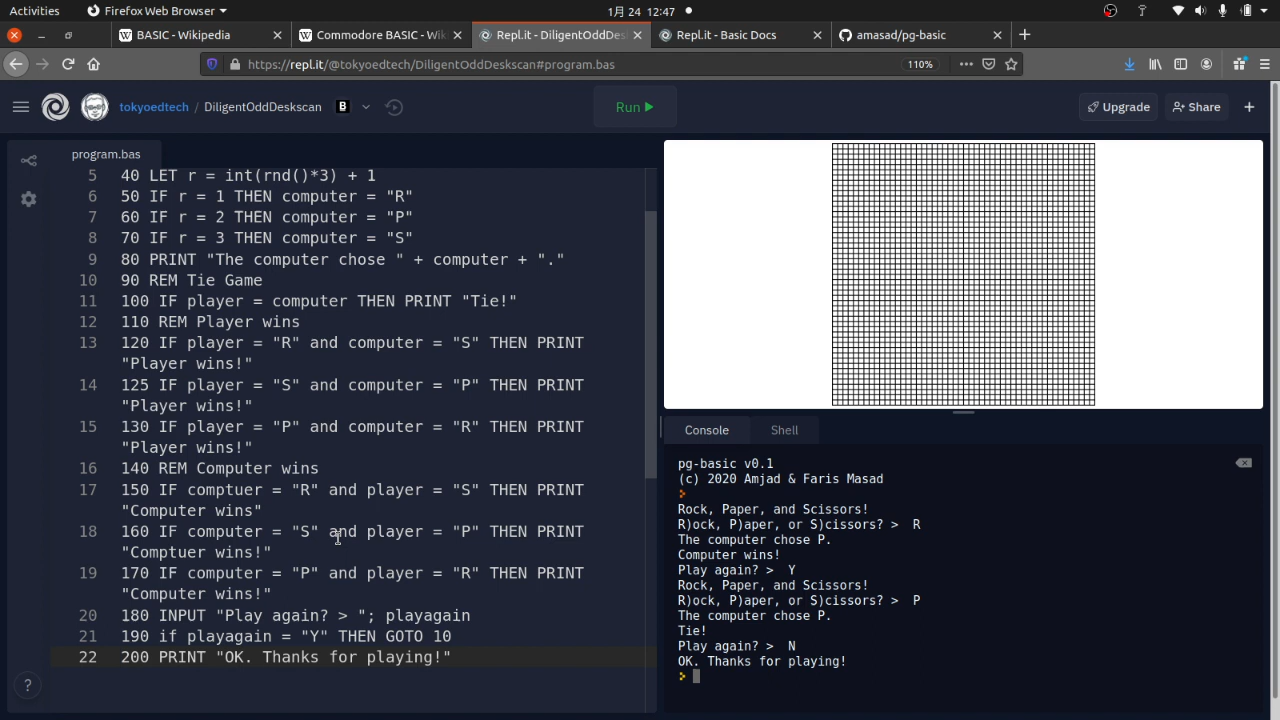 Activities
Firefox Web Browser
1月 24 12:47
BASIC - Wikipedia
Commodore BASIC - Wik
Repl.it - DiligentOddDes
Repl.it - Basic Docs
amasad/pg-basic
https://repl.it/@tokyoedtech/DiligentOddDeskscan#program.bas
110%
tokyoedtech / DiligentOddDeskscan
B
Run
Upgrade
Share
program.bas
5 40 LET r = int(rnd()*3) + 1
6 50 IF r = 1 THEN computer = "R"
7 60 IF r = 2 THEN computer = "P"
8 70 IF r = 3 THEN computer = "S"
9 80 PRINT "The computer chose " + computer + "."
10 90 REM Tie Game
11 100 IF player = computer THEN PRINT "Tie!"
12 110 REM Player wins
13 120 IF player = "R" and computer = "S" THEN PRINT
"Player wins!"
14 125 IF player = "S" and computer = "P" THEN PRINT
"Player wins!"
15 130 IF player = "P" and computer = "R" THEN PRINT
"Player wins!"
16 140 REM Computer wins
17 150 IF comptuer = "R" and player = "S" THEN PRINT
"Computer wins"
18 160 IF computer = "S" and player = "P" THEN PRINT
"Comptuer wins!"
19 170 IF computer = "P" and player = "R" THEN PRINT
"Computer wins!"
20 180 INPUT "Play again? > "; playagain
21 190 if playagain = "Y" THEN GOTO 10
22 200 PRINT "OK. Thanks for playing!"
?
Console
Shell
pg-basic v0.1
(c) 2020 Amjad & Faris Masad
Rock, Paper, and Scissors!
R)ock, P)aper, or S)cissors? > R
The computer chose P.
Computer wins!
Play again? > Y
Rock, Paper, and Scissors!
R)ock, P)aper, or S)cissors? > P
The computer chose P.
Tie!
Play again? > N
OK. Thanks for playing!